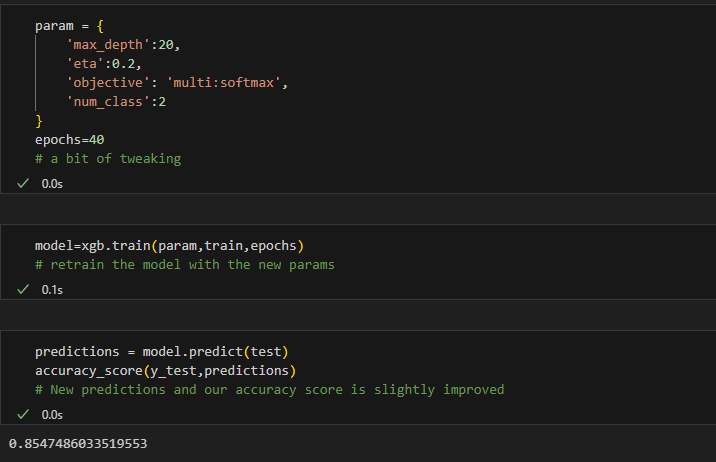 param = {
    'max_depth':20,
    'eta':0.2,
    'objective': 'multi:softmax',
    'num_class':2
}
epochs=40
# a bit of tweaking
0.0s
model=xgb.train(param,train,epochs)
# retrain the model with the new params
0.1s
predictions = model.predict(test)
accuracy_score(y_test,predictions)
# New predictions and our accuracy score is slightly improved
0.0s
0.8547486033519553